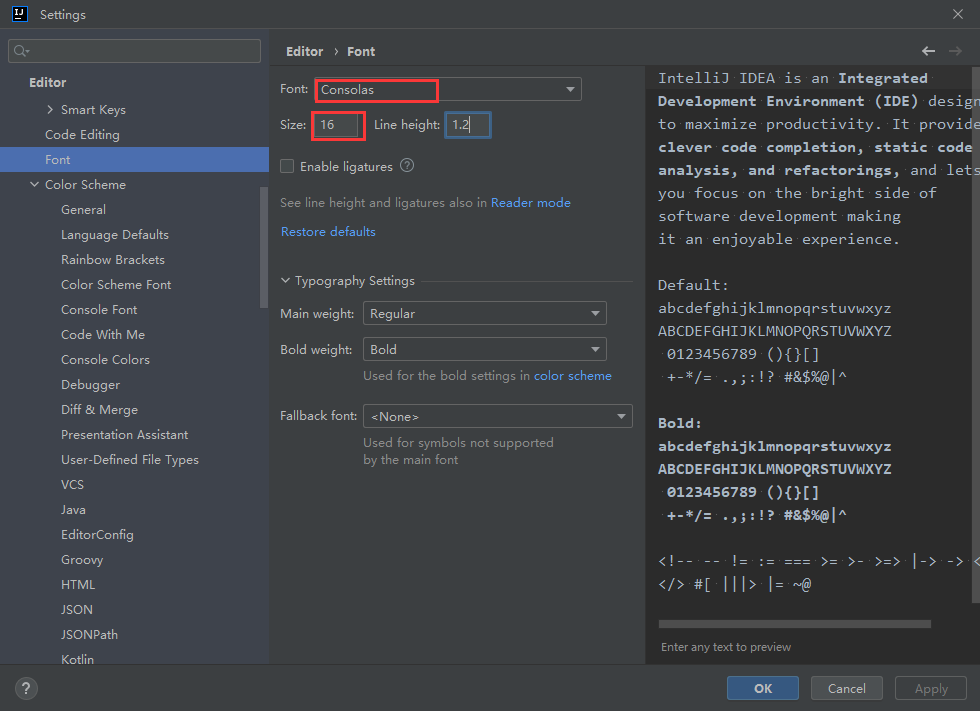 IJ
Settings
Editor
Smart Keys
Code Editing
Font
Color Scheme
General
Language Defaults
Rainbow Brackets
Color Scheme Font
Console Font
Code With Me
Console Colors
Debugger
Diff & Merge
Presentation Assistant
User-Defined File Types
VCS
Java
EditorConfig
Groovy
HTML
JSON
JSONPath
Kotlin
Editor › Font
Font: Consolas
Size: 16 Line height: 1.2
Enable ligatures ?
See line height and ligatures also in Reader mode
Restore defaults
Typography Settings
Main weight: Regular
Bold weight: Bold
Used for the bold settings in color scheme
Fallback font: <None>
Used for symbols not supported
by the main font
IntelliJ IDEA is an Integrated
Development Environment (IDE) design
to maximize productivity. It provide
clever code completion, static code
analysis, and refactorings, and lets
you focus on the bright side of
software development making
it an enjoyable experience.
Default:
abcdefghijklmnopqrstuvwxyz
ABCDEFGHIJKLMNOPQRSTUVWXYZ
0123456789 (){}[]
+-*/= .,;:!? #&$%@|^
Bold:
abcdefghijklmnopqrstuvwxyz
ABCDEFGHIJKLMNOPQRSTUVWXYZ
0123456789 (){}[]
+-*/= .,;:!? #&$%@|^
<!-- -- != := === >= >- >=> |-> -> <
</> #[ |||> |= ~@
Enter any text to preview
?
OK
Cancel
Apply